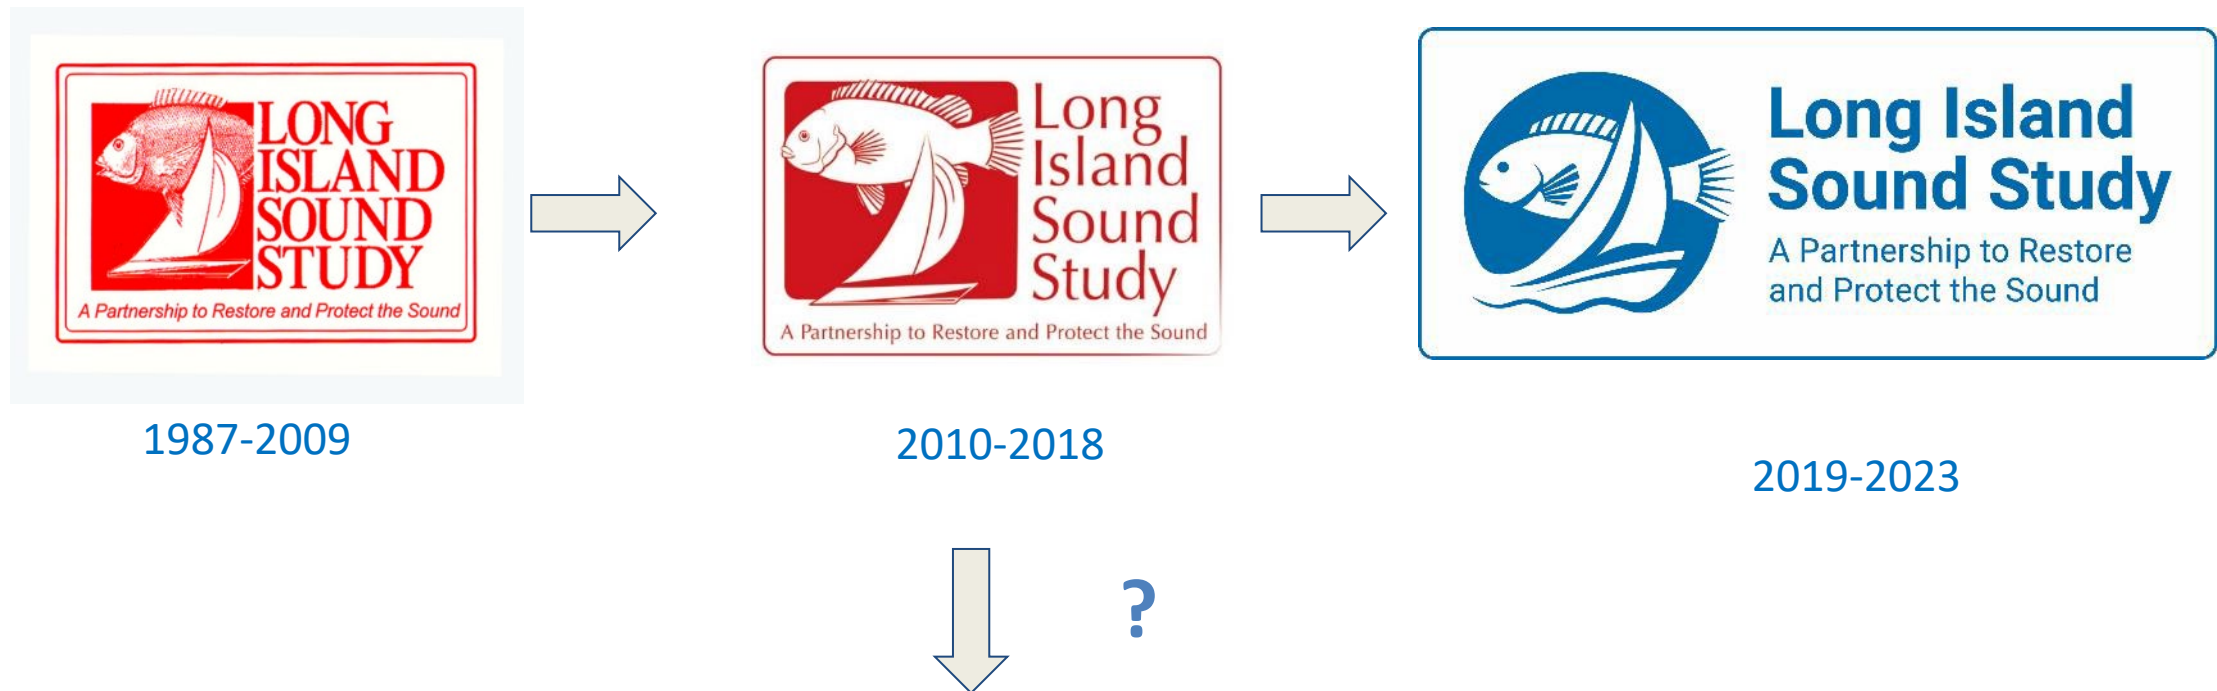 LONG
ISLAND
SOUND
STUDY
A Partnership to Restore and Protect the Sound
1987-2009
Long
Island
Sound
Study
A Partnership to Restore and Protect the Sound
2010-2018
Long Island
Sound Study
A Partnership to Restore
and Protect the Sound
2019-2023
?